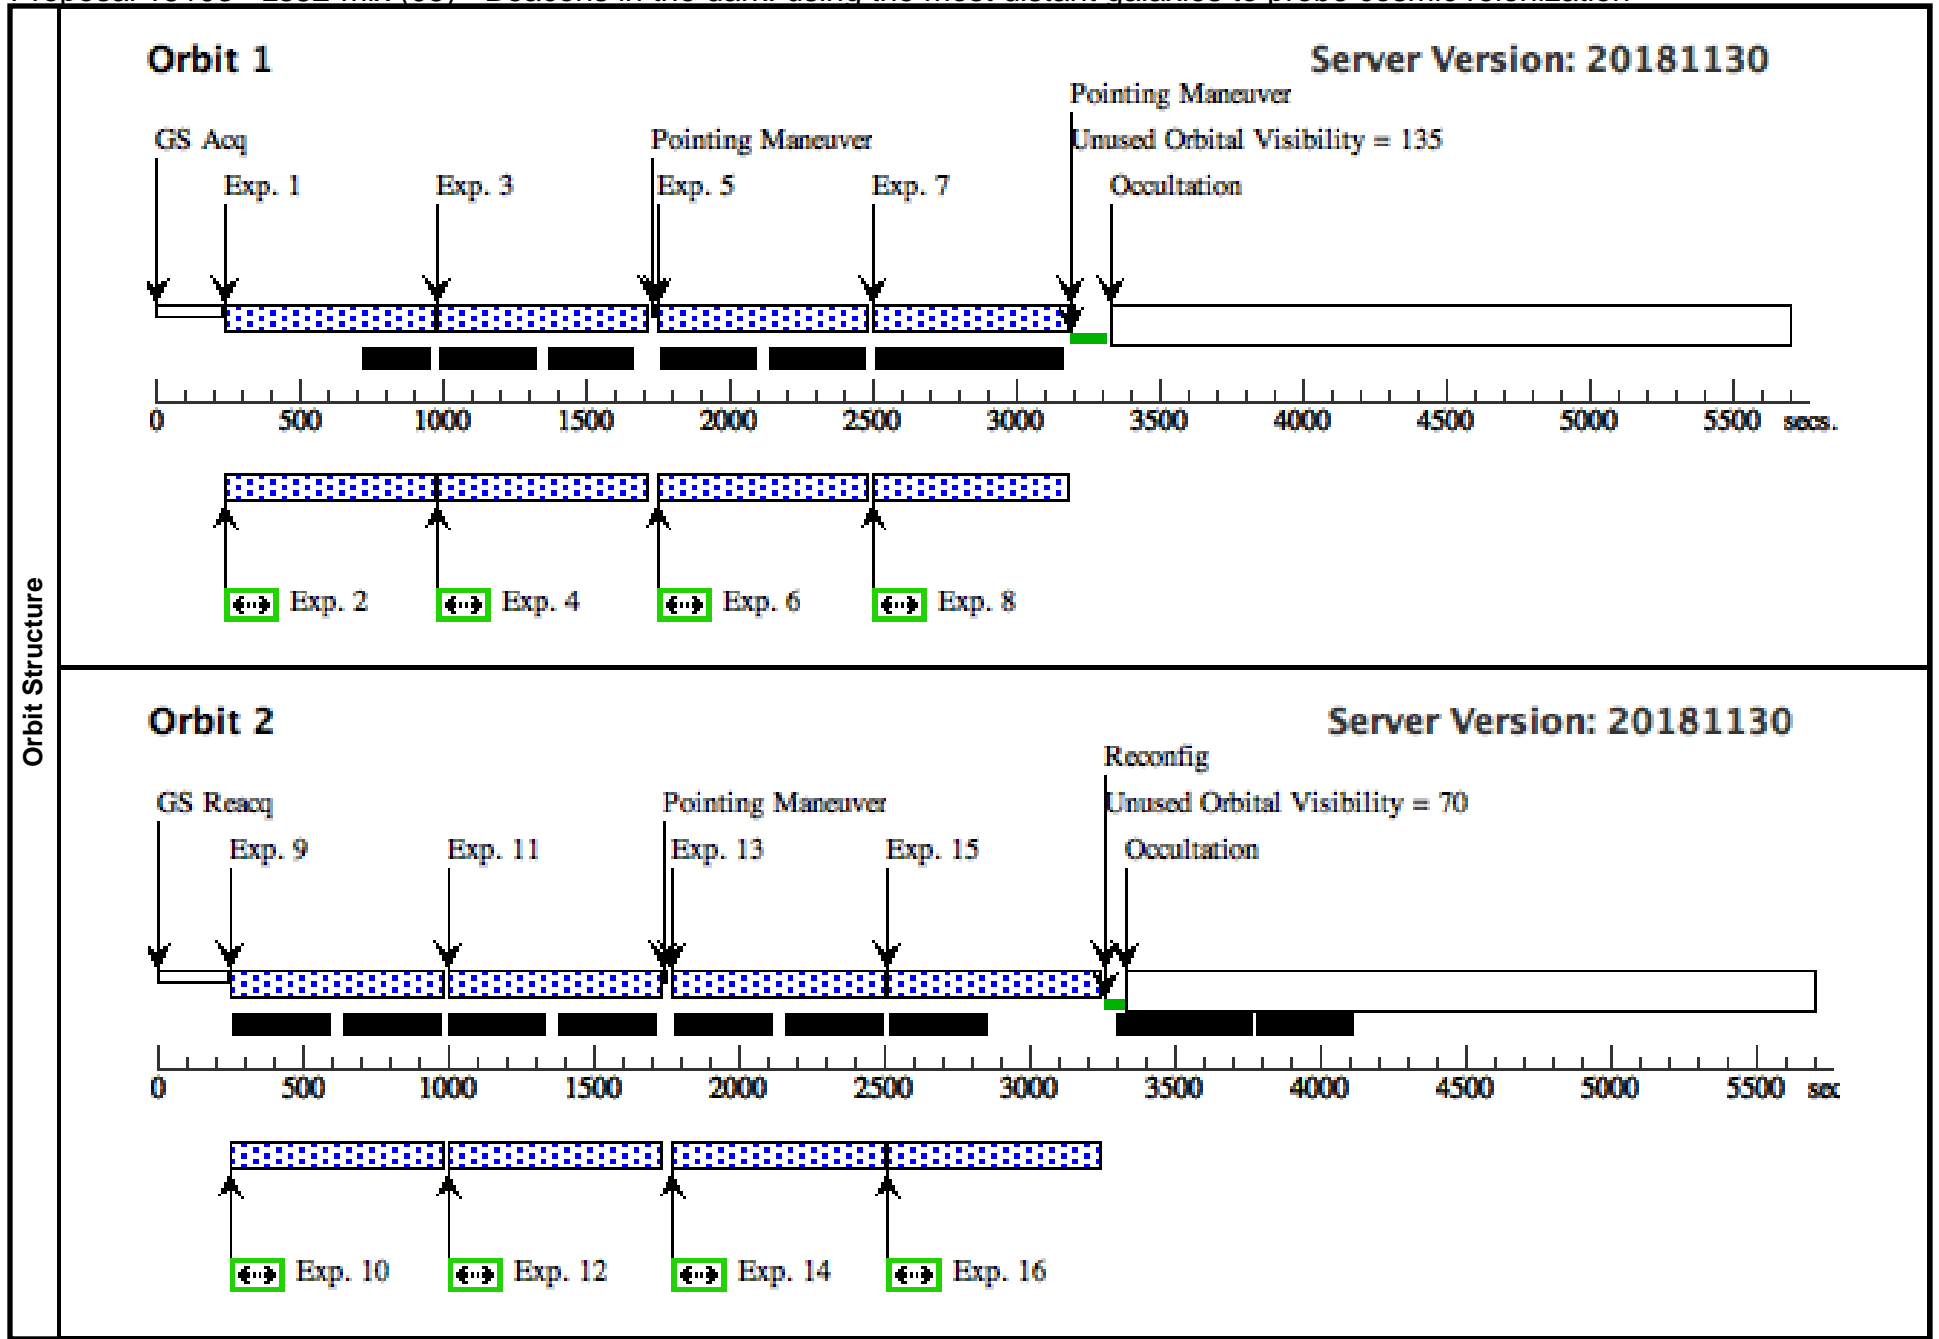 Orbit Structure
Orbit 1
Server Version: 20181130
Pointing Maneuver
GS Acq
Pointing Maneuver
Unused Orbital Visibility = 135
Exp. 1
Exp. 3
Exp. 5
Exp. 7
Occultation
0 500 1000 1500 2000 2500 3000 3500 4000 4500 5000 5500 secs.
Exp. 2
Exp. 4
Exp. 6
Exp. 8
Orbit 2
Server Version: 20181130
Reconfig
GS Reacq
Pointing Maneuver
Unused Orbital Visibility = 70
Exp. 9
Exp. 11
Exp. 13
Exp. 15
Occultation
0 500 1000 1500 2000 2500 3000 3500 4000 4500 5000 5500 sec
Exp. 10
Exp. 12
Exp. 14
Exp. 16